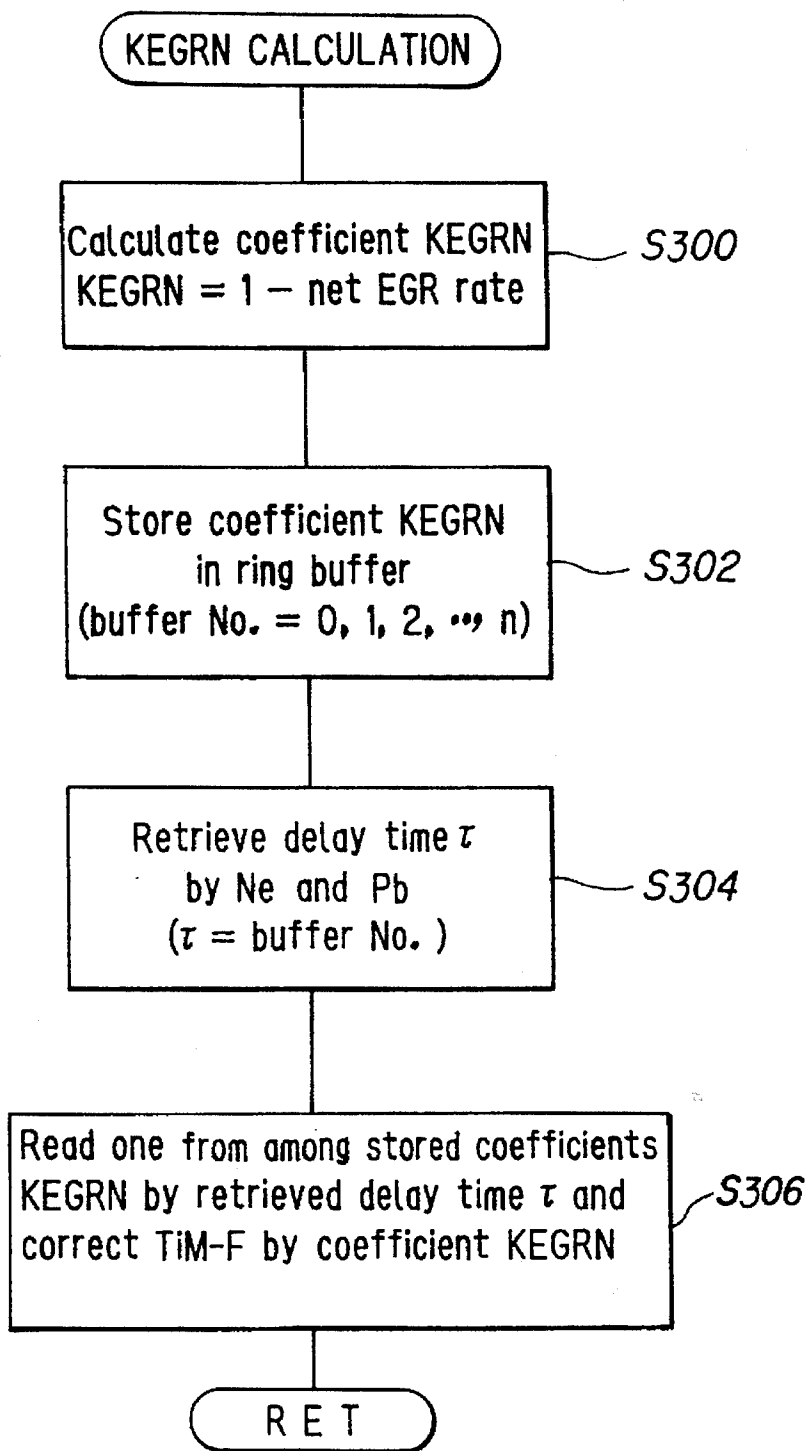 KEGRN CALCULATION
Calculate coefficient KEGRN
KEGRN = 1 – net EGR rate
S300
Store coefficient KEGRN
in ring buffer
(buffer No. = 0, 1, 2, ··, n)
S302
Retrieve delay time τ
by Ne and Pb
(τ = buffer No. )
S304
Read one from among stored coefficients
KEGRN by retrieved delay time τ and
correct TiM-F by coefficient KEGRN
S306
R E T